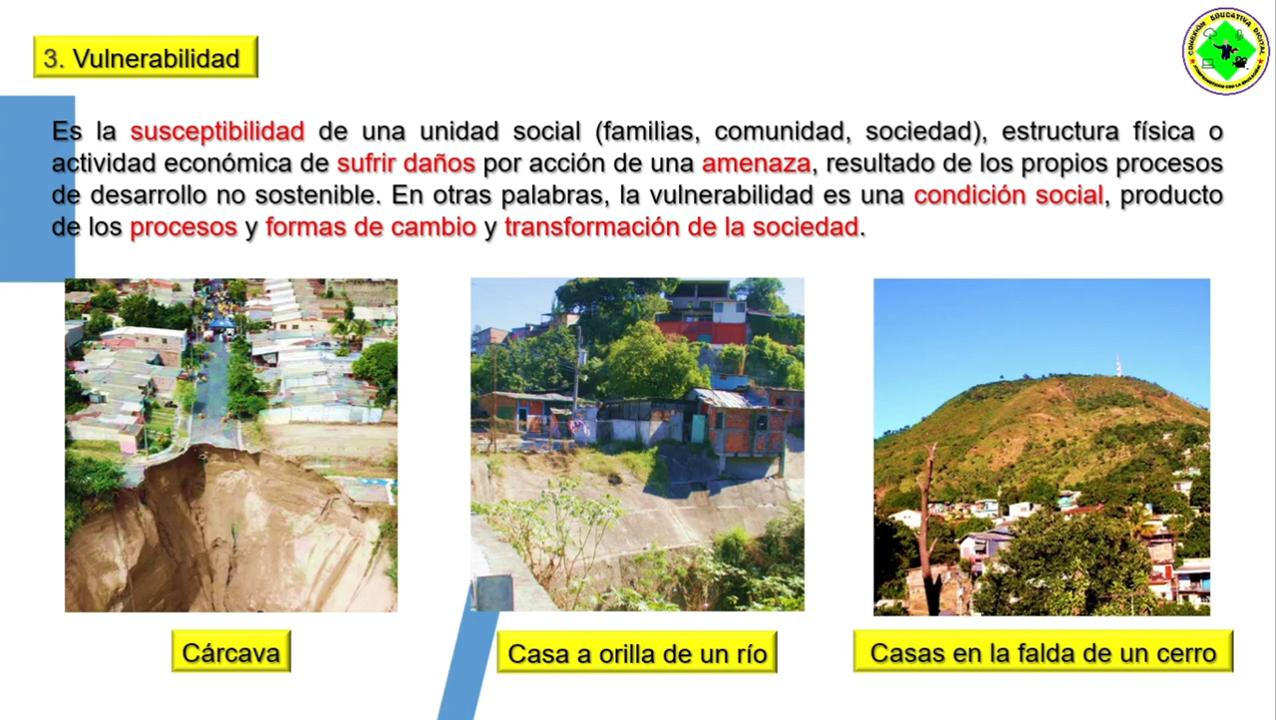 3. Vulnerabilidad
CONEXIÓN EDUCATIVA DIGITAL
Es la susceptibilidad de una unidad social (familias, comunidad, sociedad), estructura física o
actividad económica de sufrir daños por acción de una amenaza, resultado de los propios procesos
de desarrollo no sostenible. En otras palabras, la vulnerabilidad es una condición social, producto
de los procesos y formas de cambio y transformación de la sociedad.
Cárcava
Casa a orilla de un río
Casas en la falda de un cerro